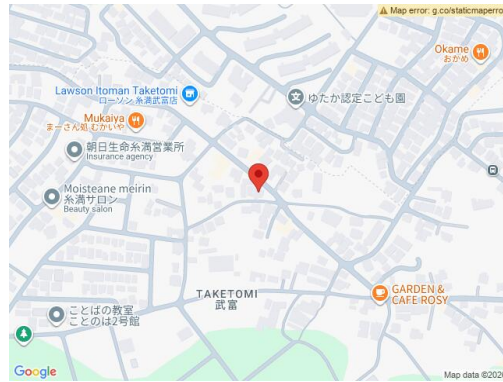 Map error: g.co/staticmaperro
Okame
おかめ
Lawson Itoman Taketomi
ローソン 糸満武富店
ゆたか認定こども園
Mukaiya
まーさん処 むかいや
朝日生命糸満営業所
Insurance agency
Moisteane meirin
糸満サロン
Beauty salon
TAKETOMI
武富
GARDEN &
CAFE ROSY
ことばの教室
ことのは2号館
Google
Map data ©202